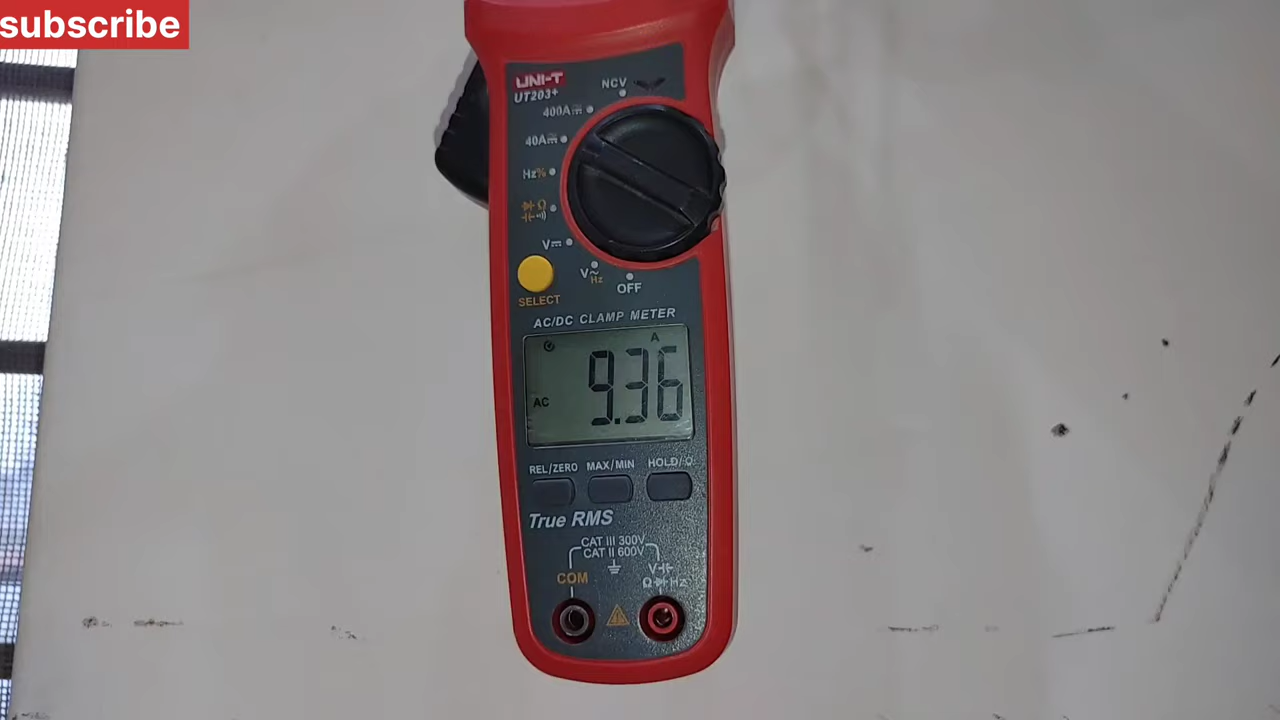 subscribe
UNI-T
UT203+
NCV
400A
40A
Hz%
Ω
V
V~
Hz
OFF
SELECT
AC/DC CLAMP METER
A
AC
9.36
REL/ZERO MAX/MIN HOLD/
True RMS
CAT III 300V
CAT II 600V
COM
V
Ω Hz